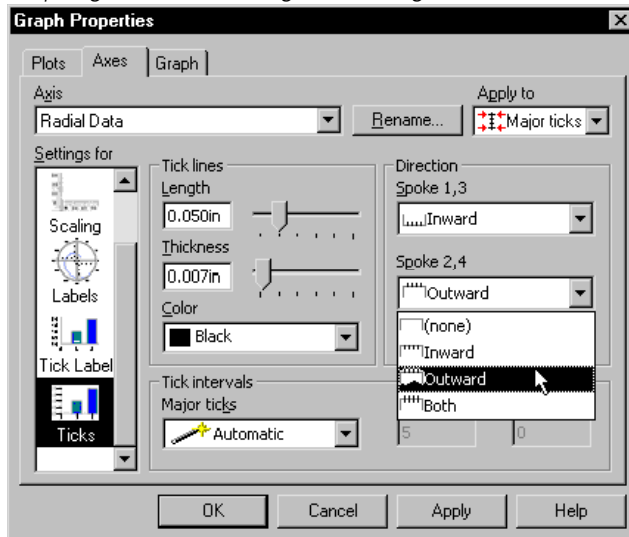 Graph Properties
Plots Axes Graph
Axis
Apply to
Radial Data
Rename...
Major ticks
Settings for
Scaling
Labels
Tick Label
Ticks
Tick lines
Length
0.050in
Thickness
0.007in
Color
Black
Direction
Spoke 1,3
Inward
Spoke 2,4
Outward
(none)
Inward
Outward
Both
Tick intervals
Major ticks
Automatic
5
0
OK Cancel Apply Help